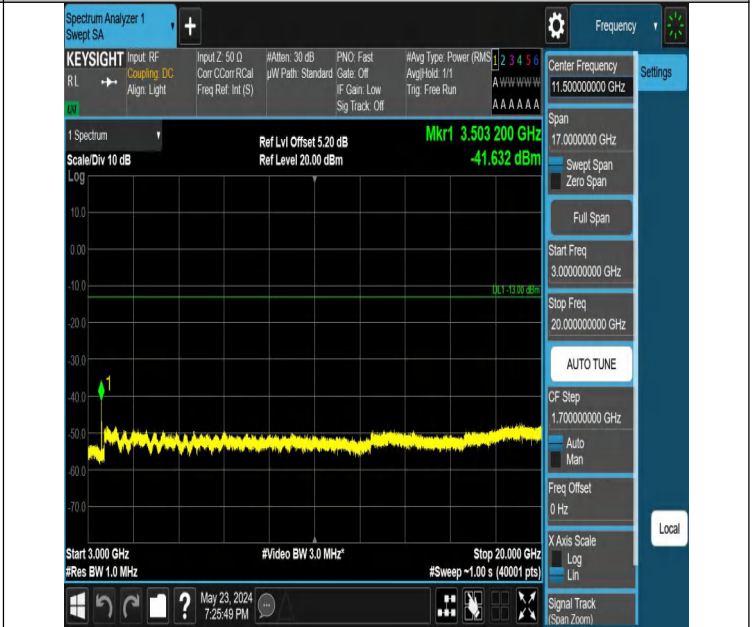 Spectrum Analyzer 1
Swept SA
+
Frequency
KEYSIGHT
RL
LXI
Input: RF
Coupling: DC
Align: Light
Input Z: 50 Ω
Corr CCorr RCal
Freq Ref: Int (S)
#Atten: 30 dB
µW Path: Standard
PNO: Fast
Gate: Off
IF Gain: Low
Sig Track: Off
#Avg Type: Power (RMS
Avg|Hold: 1/1
Trig: Free Run
1 2 3 4 5 6
A W W W W W
A A A A A A
Center Frequency
11.500000000 GHz
Settings
Span
17.0000000 GHz
Swept Span
Zero Span
Full Span
Start Freq
3.000000000 GHz
Stop Freq
20.000000000 GHz
AUTO TUNE
CF Step
1.700000000 GHz
Auto
Man
Freq Offset
0 Hz
X Axis Scale
Log
Lin
Signal Track
(Span Zoom)
Local
1 Spectrum
Scale/Div 10 dB
Log
Ref Lvl Offset 5.20 dB
Ref Level 20.00 dBm
Mkr1 3.503 200 GHz
-41.632 dBm
10.0
0.00
-10.0
DL1 -13.00 dBm
-20.0
-30.0
1
-40.0
-50.0
-60.0
-70.0
Start 3.000 GHz
#Res BW 1.0 MHz
#Video BW 3.0 MHz*
Stop 20.000 GHz
#Sweep ~1.00 s (40001 pts)
?
May 23, 2024
7:25:49 PM